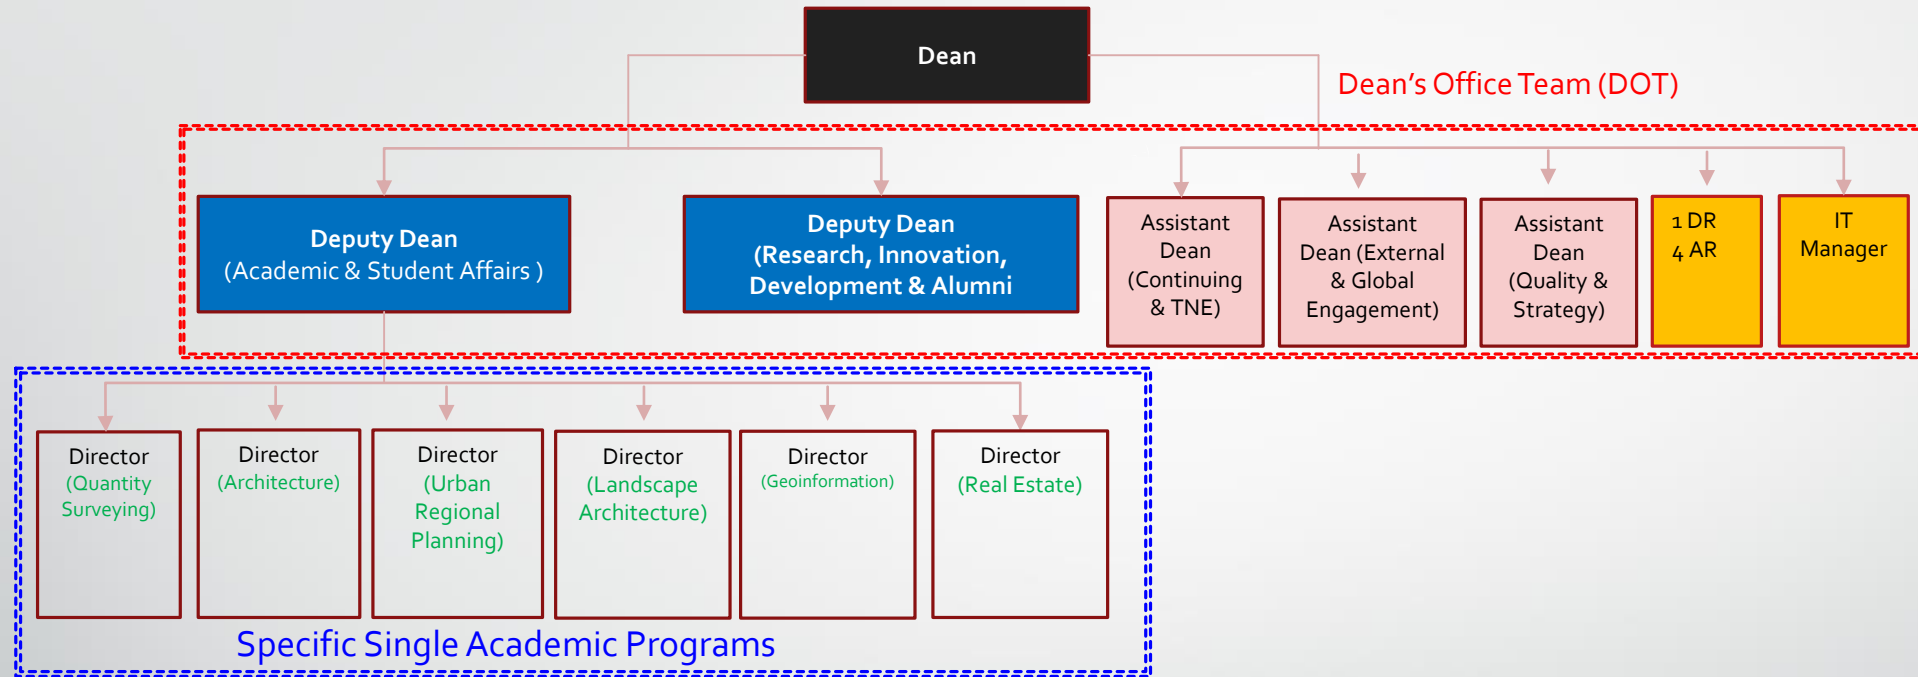 Dean
Dean's Office Team (DOT)
Deputy Dean
(Academic & Student Affairs )
Deputy Dean
(Research, Innovation,
Development & Alumni
Assistant
Dean
(Continuing
& TNE)
Assistant
Dean (External
& Global
Engagement)
Assistant
Dean
(Quality &
Strategy)
1 DR
4 AR
IT
Manager
Director
(Quantity
Surveying)
Director
(Architecture)
Director
(Urban
Regional
Planning)
Director
(Landscape
Architecture)
Director
(Geoinformation)
Director
(Real Estate)
Specific Single Academic Programs